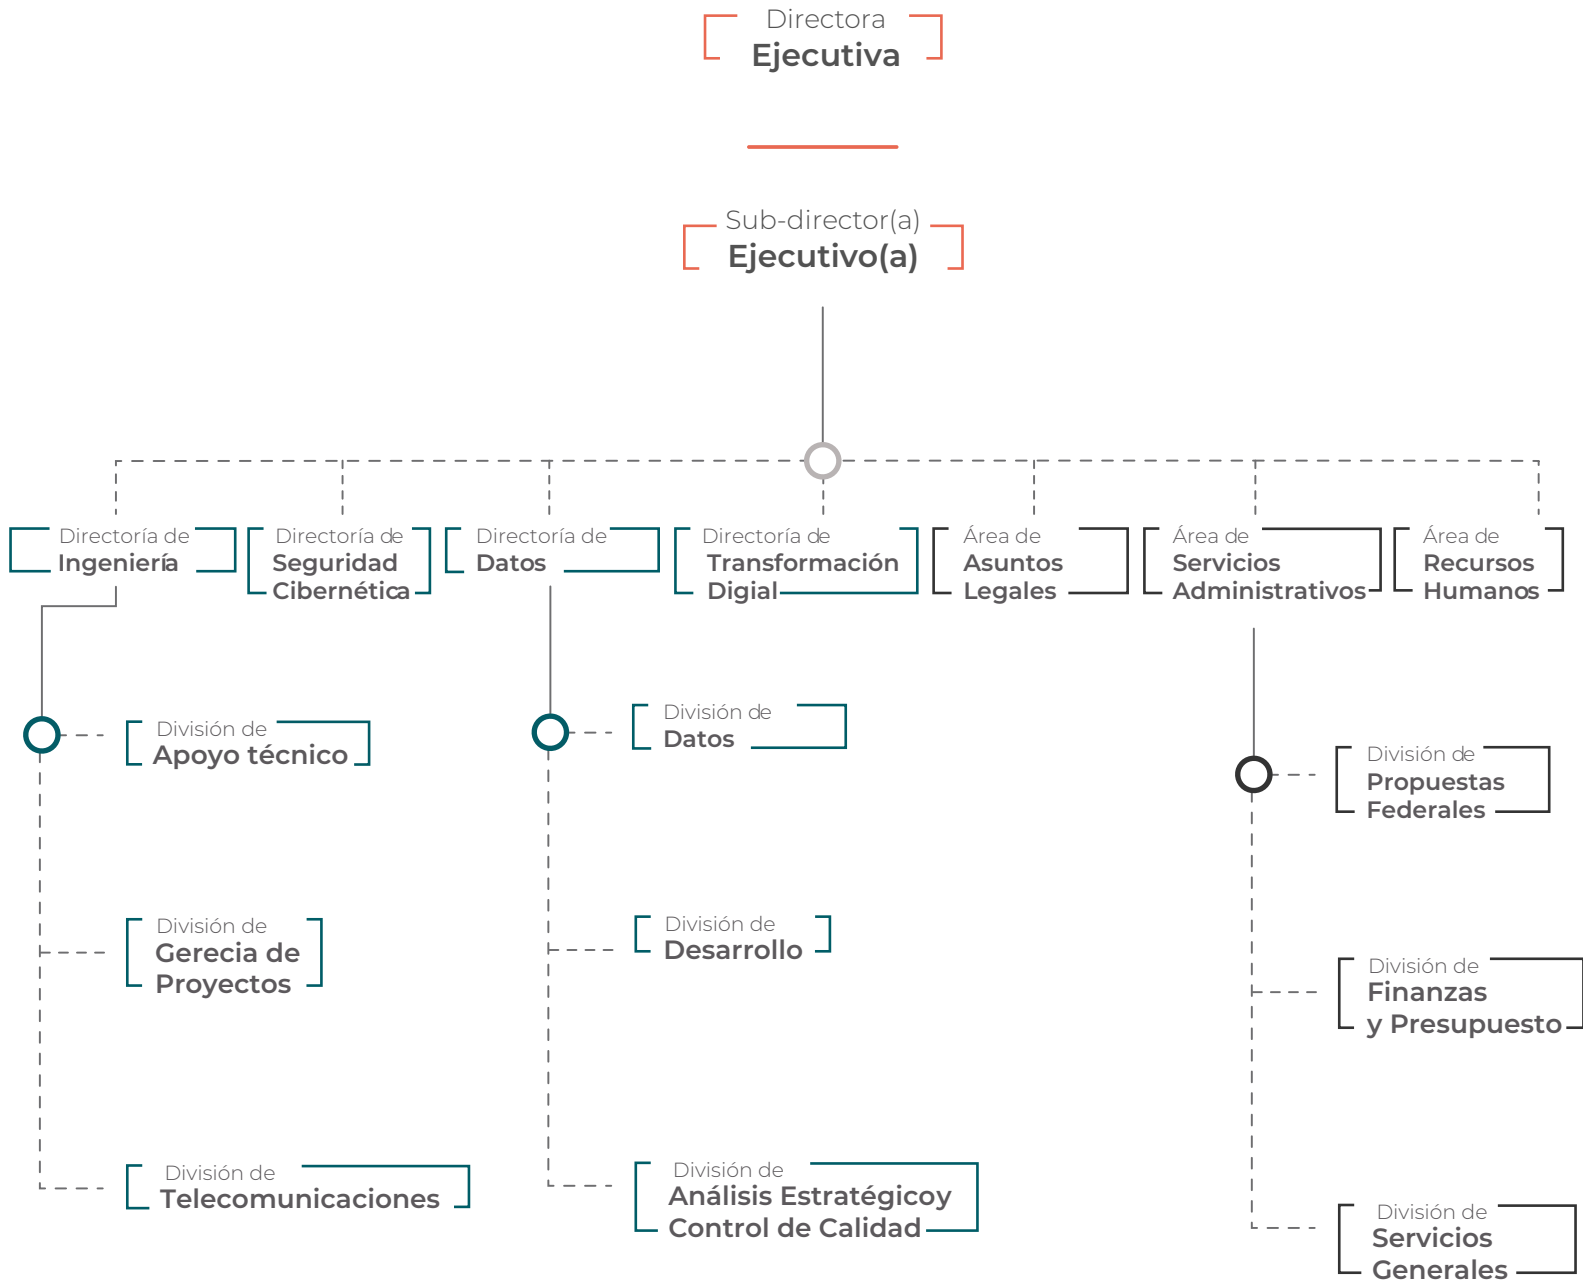 Directora
Ejecutiva
Sub-director(a)
Ejecutivo(a)
Directoría de
Ingeniería
Directoría de
Seguridad
Cibernética
Directoría de
Datos
Directoría de
Transformación
Digial
Área de
Asuntos
Legales
Área de
Servicios
Administrativos
Área de
Recursos
Humanos
División de
Apoyo técnico
División de
Gerecia de
Proyectos
División de
Telecomunicaciones
División de
Datos
División de
Desarrollo
División de
Análisis Estratégicoy
Control de Calidad
División de
Propuestas
Federales
División de
Finanzas
y Presupuesto
División de
Servicios
Generales